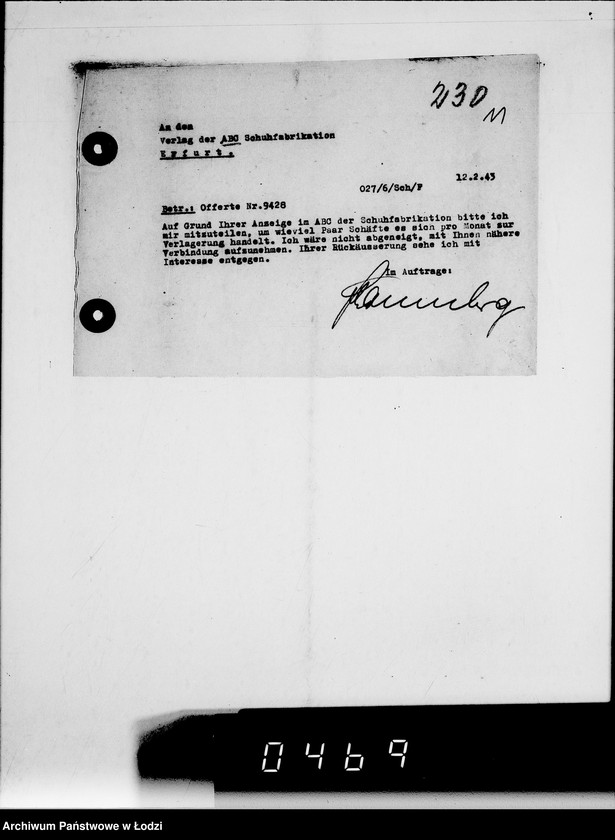 230
11
An den
Verlag der ABC Schuhfabrikation
Erfurt.
12.2.43
027/6/Sch/F
Betr.: Offerte Nr.9428
Auf Grund Ihrer Anzeige im ABC der Schuhfabrikation bitte ich
mir mitzuteilen, um wieviel Paar Schäfte es sich pro Monat zur
Verlagerung handelt. Ich wäre nicht abgeneigt, mit Ihnen nähere
Verbindung aufzunehmen. Ihrer Rückäusserung sehe ich mit
Interesse entgegen.
Im Auftrage:
0469
Archiwum Państwowe w Łodzi